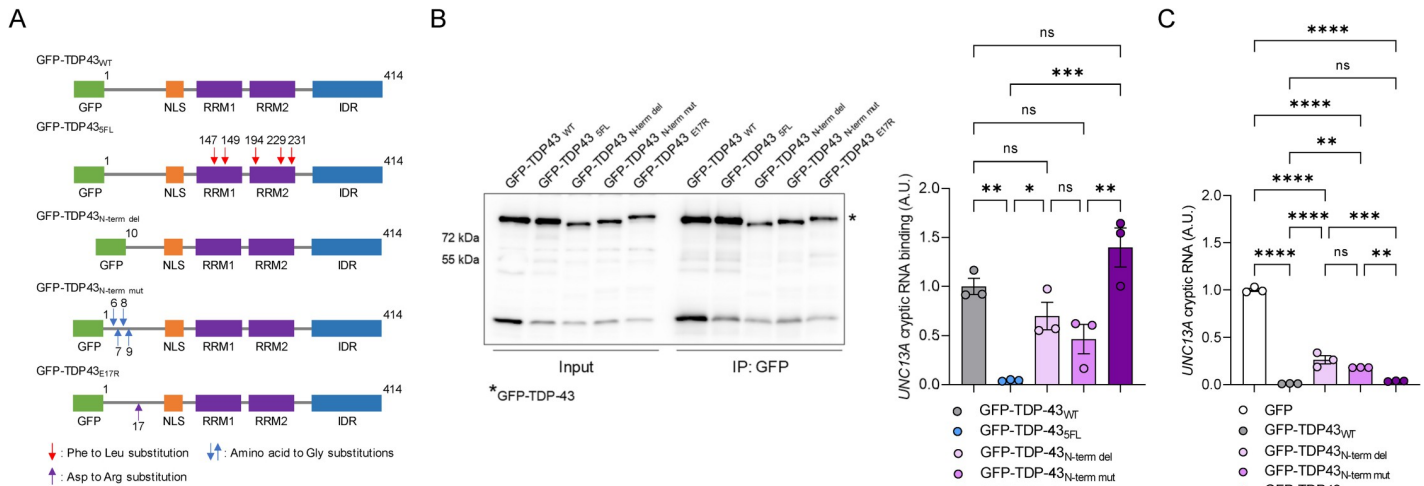 A
GFP-TDP43WT
1
414
GFP
NLS
RRM1
RRM2
IDR
GFP-TDP435FL
1
147
149
194
229
231
414
GFP
NLS
RRM1
RRM2
IDR
GFP-TDP43N-term del
10
414
GFP
NLS
RRM1
RRM2
IDR
GFP-TDP43N-term mut
1
6
8
414
GFP
7
9
NLS
RRM1
RRM2
IDR
GFP-TDP43E17R
1
414
GFP
17
NLS
RRM1
RRM2
IDR
: Phe to Leu substitution
: Amino acid to Gly substitutions
: Asp to Arg substitution
B
GFP-TDP43 WT
GFP-TDP43 5FL
GFP-TDP43 N-term del
GFP-TDP43 N-term mut
GFP-TDP43 E17R
GFP-TDP43 WT
GFP-TDP43 5FL
GFP-TDP43 N-term del
GFP-TDP43 N-term mut
GFP-TDP43 E17R
*
72 kDa
55 kDa
Input
IP: GFP
*GFP-TDP-43
ns
***
ns
ns
**
*
ns
**
UNC13A cryptic RNA binding (A.U.)
2.0
1.5
1.0
0.5
0.0
GFP-TDP-43WT
GFP-TDP-435FL
GFP-TDP-43N-term del
GFP-TDP-43N-term mut
C
****
ns
****
**
****
****
***
****
ns
**
UNC13A cryptic RNA (A.U.)
2.0
1.5
1.0
0.5
0.0
GFP
GFP-TDP43WT
GFP-TDP43N-term del
GFP-TDP43N-term mut